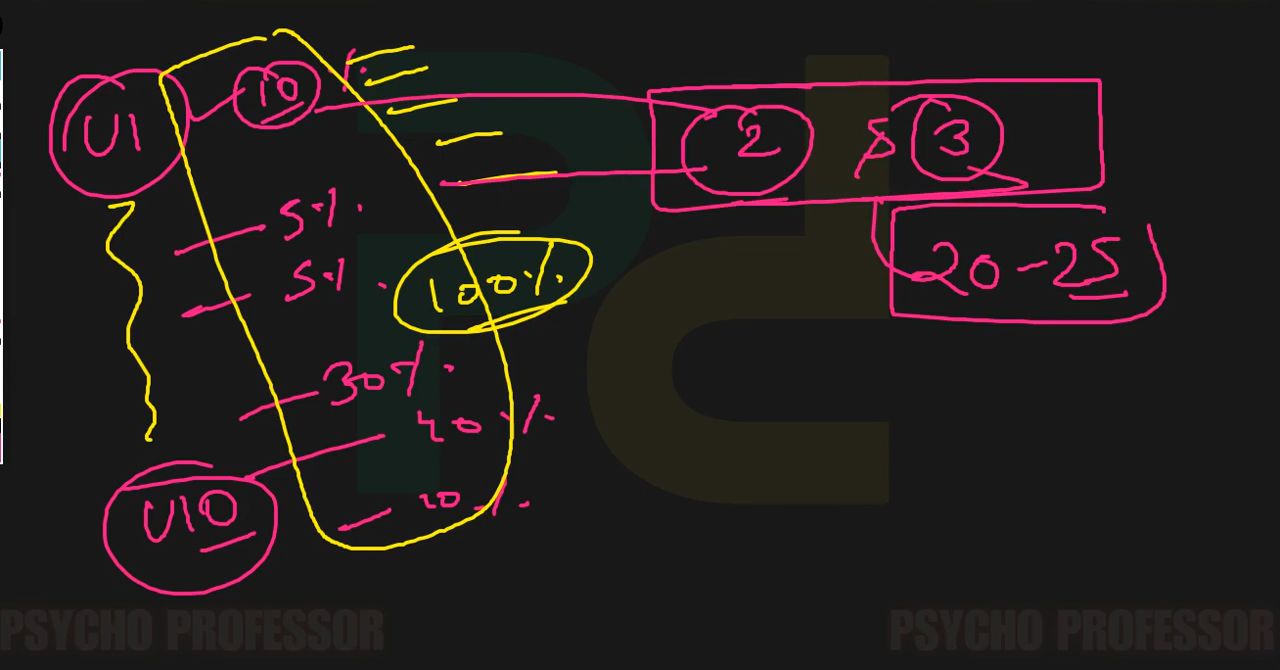 U1 10 %.
2 & 3
5%.
20-25
5%.
100%.
30%.
40%.
U10
20%.
PSYCHO PROFESSOR PSYCHO PROFESSOR